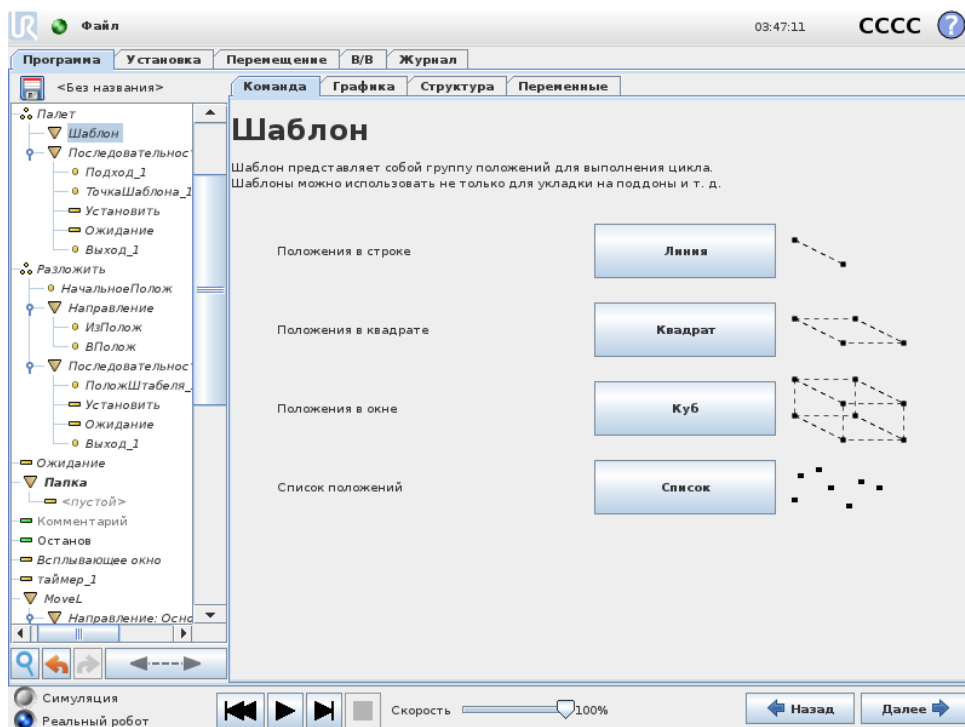 UR
Файл
03:47:11
CCCC
?
Программа
Установка
Перемещение
В/В
Журнал
<Без названия>
Команда
Графика
Структура
Переменные
Палет
Шаблон
Последовательнос
Подход_1
ТочкаШаблона_1
Установить
Ожидание
Выход_1
Разложить
НачальноеПолож
Направление
ИзПолож
ВПолож
Последовательнос
ПоложШтабеля_
Установить
Ожидание
Выход_1
Ожидание
Папка
<пустой>
Комментарий
Останов
Всплывающее окно
таймер_1
MoveL
Направление: Осно
Шаблон
Шаблон представляет собой группу положений для выполнения цикла.
Шаблоны можно использовать не только для укладки на поддоны и т. д.
Положения в строке
Линия
Положения в квадрате
Квадрат
Положения в окне
Куб
Список положений
Список
Симуляция
Реальный робот
Скорость
100%
Назад
Далее